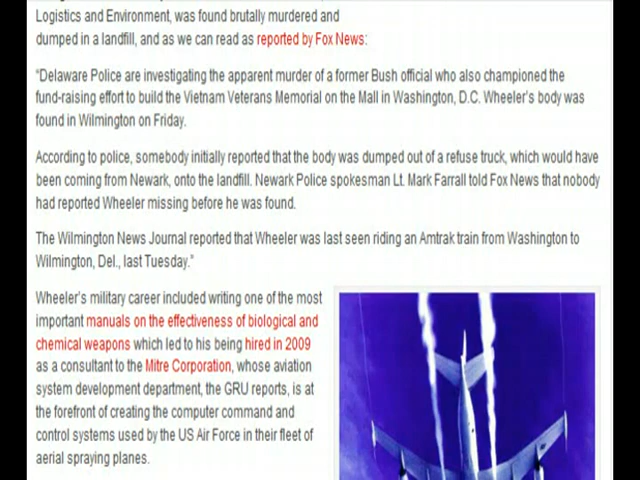 Logistics and Environment, was found brutally murdered and
dumped in a landfill, and as we can read as reported by Fox News:
“Delaware Police are investigating the apparent murder of a former Bush official who also championed the
fund-raising effort to build the Vietnam Veterans Memorial on the Mall in Washington, D.C. Wheeler’s body was
found in Wilmington on Friday.
According to police, somebody initially reported that the body was dumped out of a refuse truck, which would have
been coming from Newark, onto the landfill. Newark Police spokesman Lt. Mark Farrall told Fox News that nobody
had reported Wheeler missing before he was found.
The Wilmington News Journal reported that Wheeler was last seen riding an Amtrak train from Washington to
Wilmington, Del., last Tuesday.”
Wheeler’s military career included writing one of the most
important manuals on the effectiveness of biological and
chemical weapons which led to his being hired in 2009
as a consultant to the Mitre Corporation, whose aviation
system development department, the GRU reports, is at
the forefront of creating the computer command and
control systems used by the US Air Force in their fleet of
aerial spraying planes.